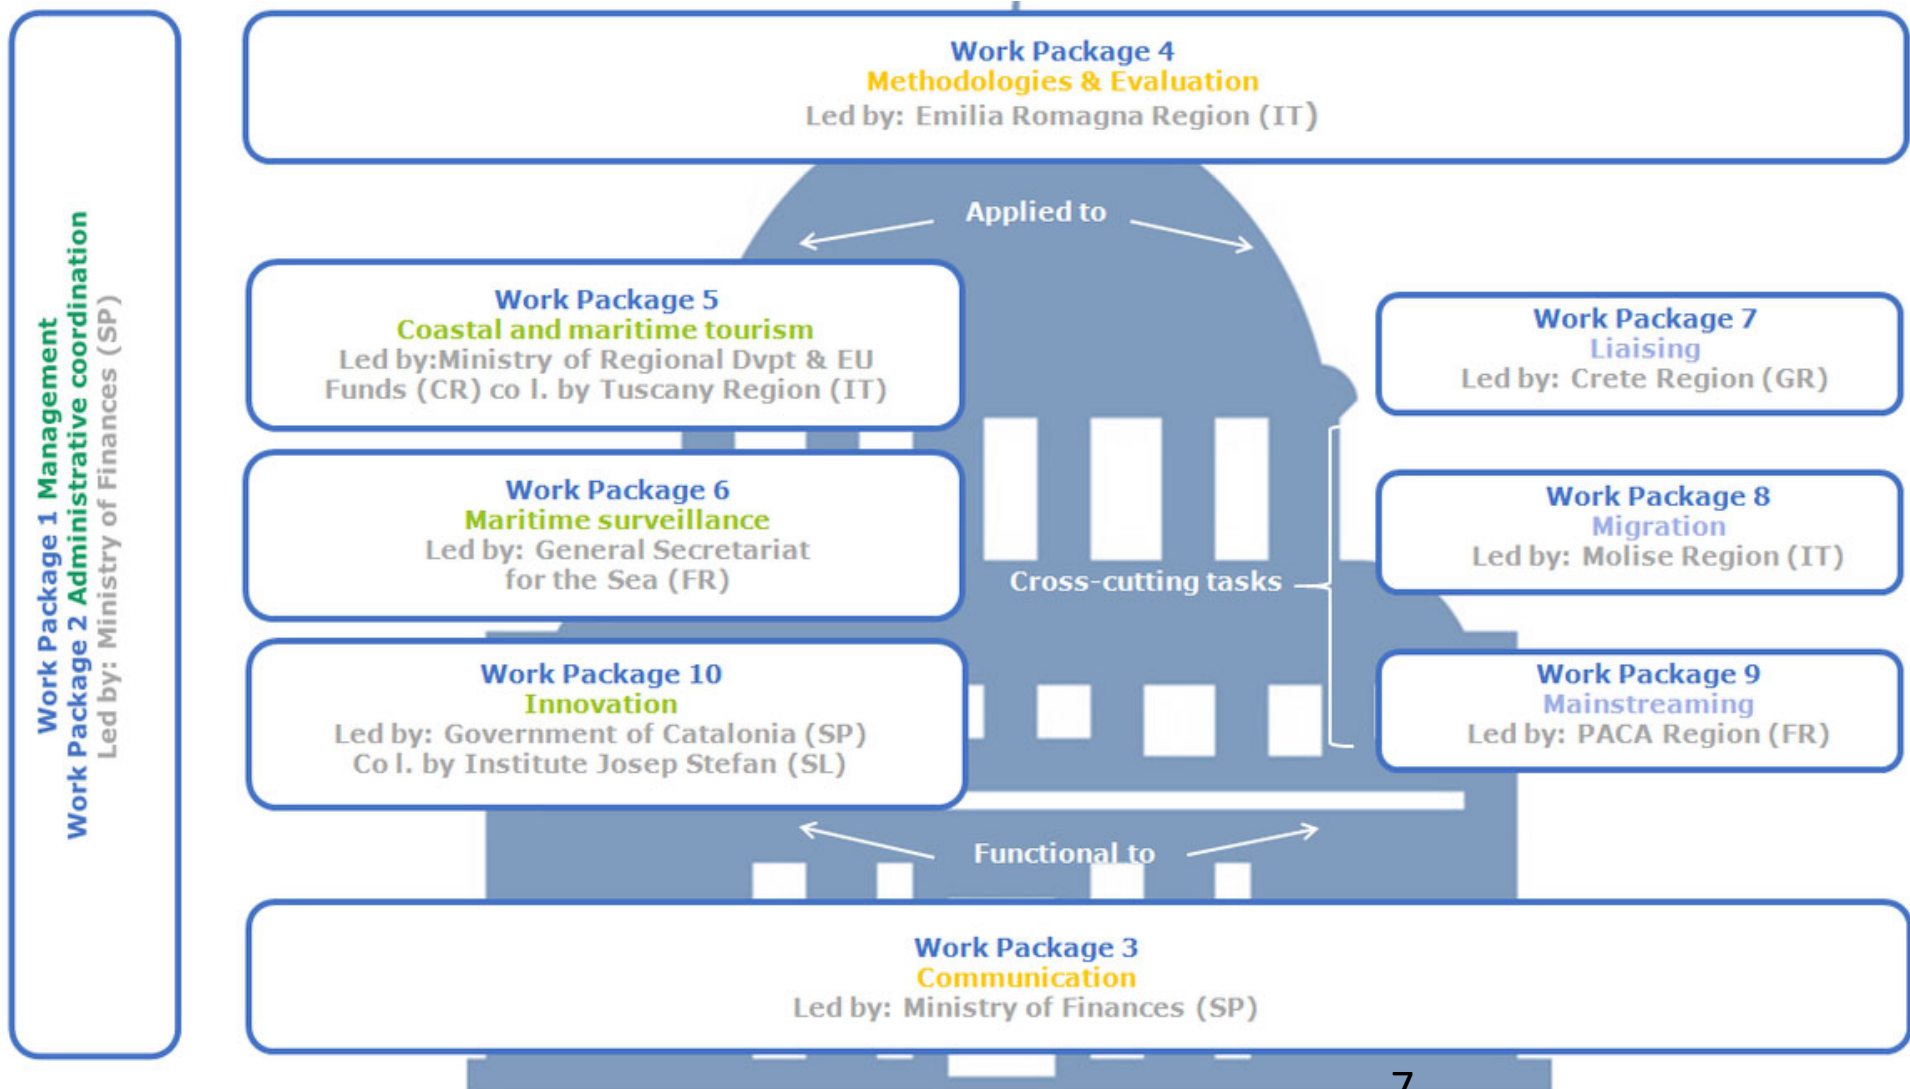 Work Package 1 Management
Work Package 2 Administrative coordination
Led by: Ministry of Finances (SP)
Work Package 4
Methodologies & Evaluation
Led by: Emilia Romagna Region (IT)
Applied to
Work Package 5
Coastal and maritime tourism
Led by:Ministry of Regional Dvpt & EU
Funds (CR) co l. by Tuscany Region (IT)
Work Package 6
Maritime surveillance
Led by: General Secretariat
for the Sea (FR)
Work Package 10
Innovation
Led by: Government of Catalonia (SP)
Co l. by Institute Josep Stefan (SL)
Cross-cutting tasks
Work Package 7
Liaising
Led by: Crete Region (GR)
Work Package 8
Migration
Led by: Molise Region (IT)
Work Package 9
Mainstreaming
Led by: PACA Region (FR)
Functional to
Work Package 3
Communication
Led by: Ministry of Finances (SP)
7